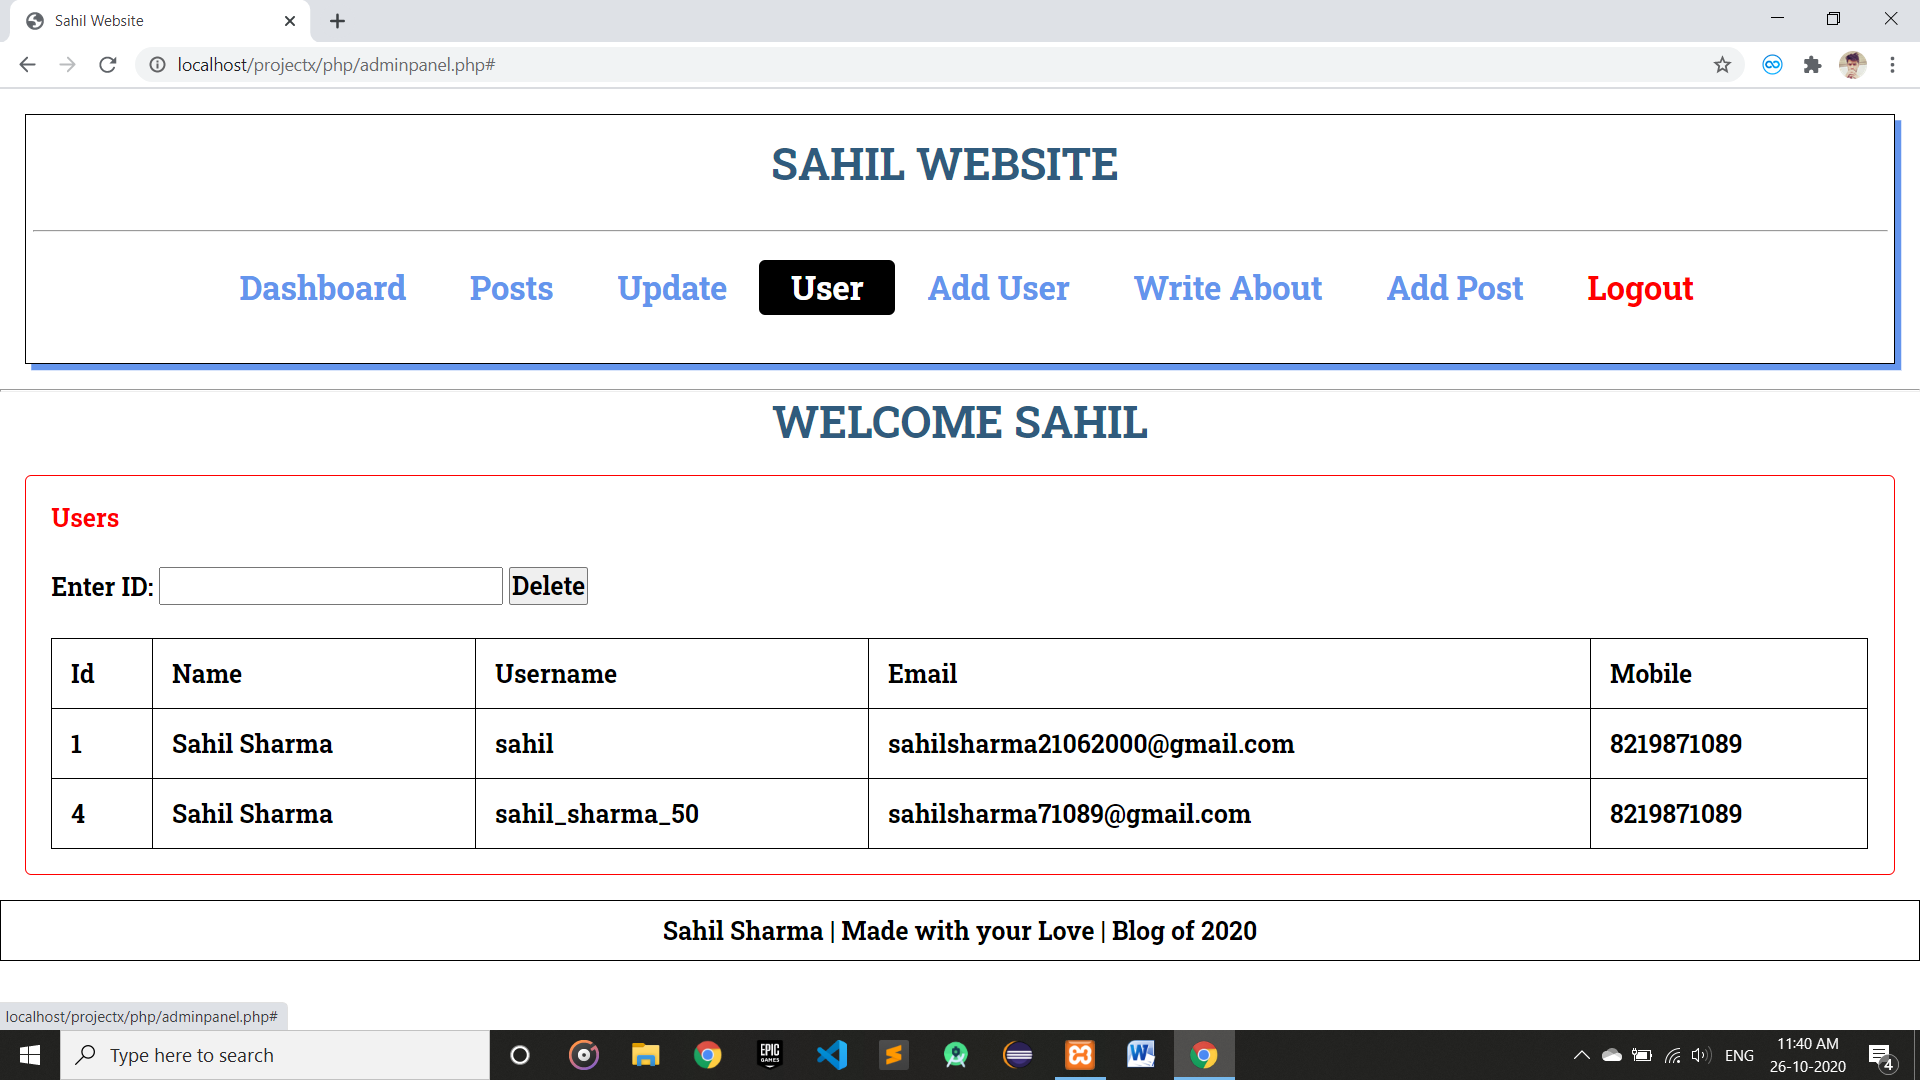 Sahil Website
localhost/projectx/php/adminpanel.php#
SAHIL WEBSITE
Dashboard Posts Update User Add User Write About Add Post Logout
WELCOME SAHIL
Users
Enter ID: Delete
Id Name Username Email Mobile
1 Sahil Sharma sahil sahilsharma21062000@gmail.com 8219871089
4 Sahil Sharma sahil_sharma_50 sahilsharma71089@gmail.com 8219871089
Sahil Sharma | Made with your Love | Blog of 2020
localhost/projectx/php/adminpanel.php#
Type here to search
EPIC GAMES
ENG
11:40 AM
26-10-2020
4